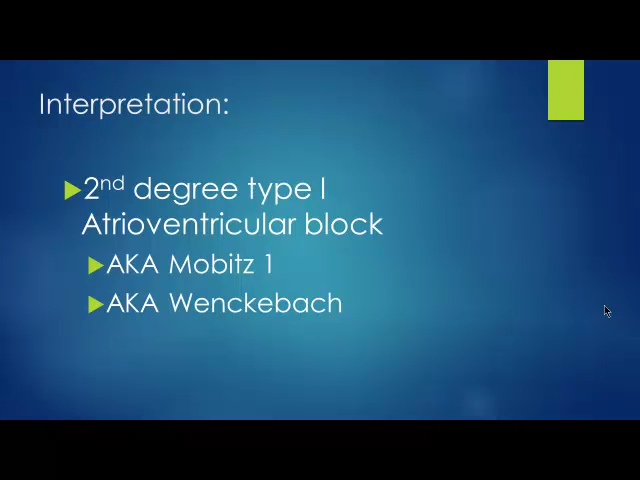 Interpretation:
2nd degree type I
Atrioventricular block
AKA Mobitz 1
AKA Wenckebach